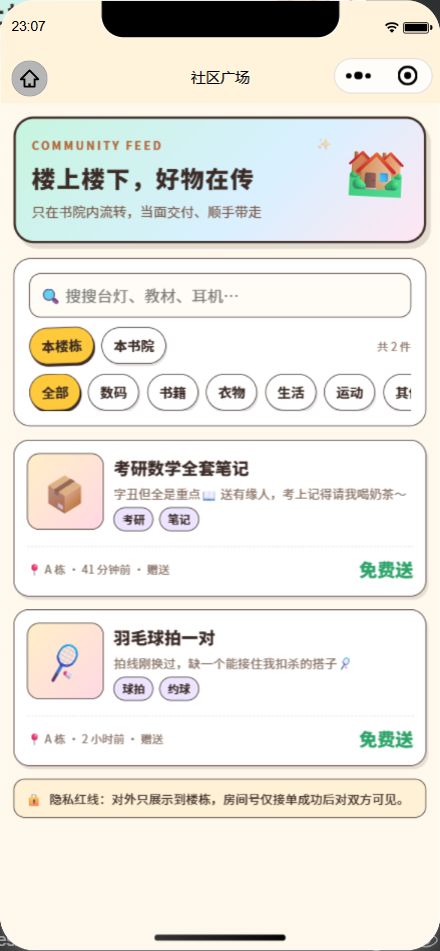 23:07
社区广场
COMMUNITY FEED
楼上楼下，好物在传
只在书院内流转，当面交付、顺手带走
搜搜台灯、教材、耳机…
本楼栋 本书院 共 2 件
全部 数码 书籍 衣物 生活 运动
考研数学全套笔记
字丑但全是重点📖 送有缘人，考上记得请我喝奶茶～
考研 笔记
A 栋 · 41 分钟前 · 赠送 免费送
羽毛球拍一对
拍线刚换过，缺一个能接住我扣杀的搭子🏸
球拍 约球
A 栋 · 2 小时前 · 赠送 免费送
隐私红线：对外只展示到楼栋，房间号仅接单成功后对双方可见。